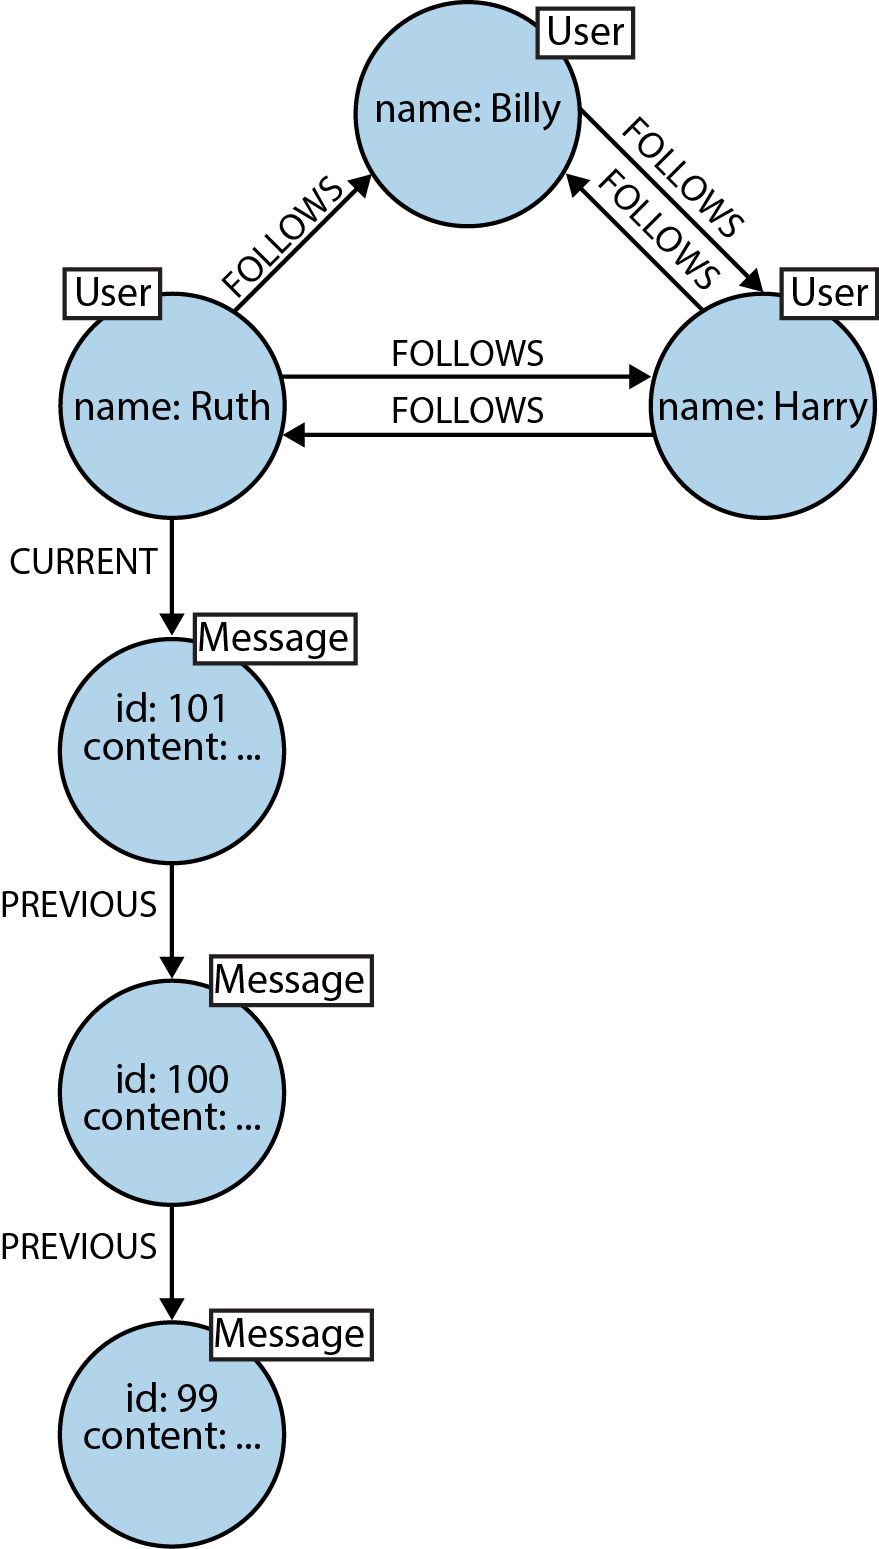 User
name: Billy
FOLLOWS
FOLLOWS
FOLLOWS
User
User
name: Ruth
FOLLOWS
FOLLOWS
name: Harry
CURRENT
Message
id: 101
content: ...
PREVIOUS
Message
id: 100
content: ...
PREVIOUS
Message
id: 99
content: ...